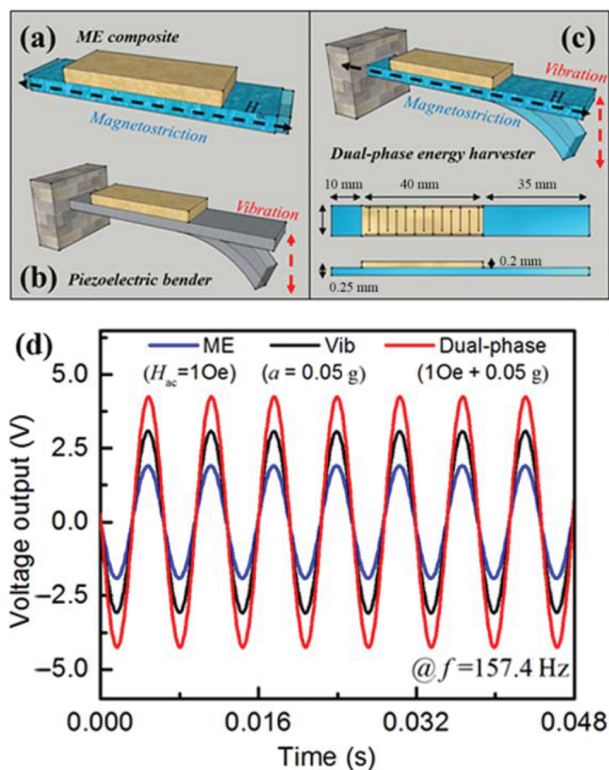 (a)
ME composite
Magnetostriction
(b)
Vibration
Piezoelectric bender
(c)
Vibration
Magnetostriction
Dual-phase energy harvester
10 mm
40 mm
35 mm
0.2 mm
0.25 mm
(d)
ME
Vib
Dual-phase
(Hac=1Oe)
(a = 0.05 g)
(1Oe + 0.05 g)
Voltage output (V)
5.0
2.5
0.0
−2.5
−5.0
@ f =157.4 Hz
0.000
0.016
0.032
0.048
Time (s)